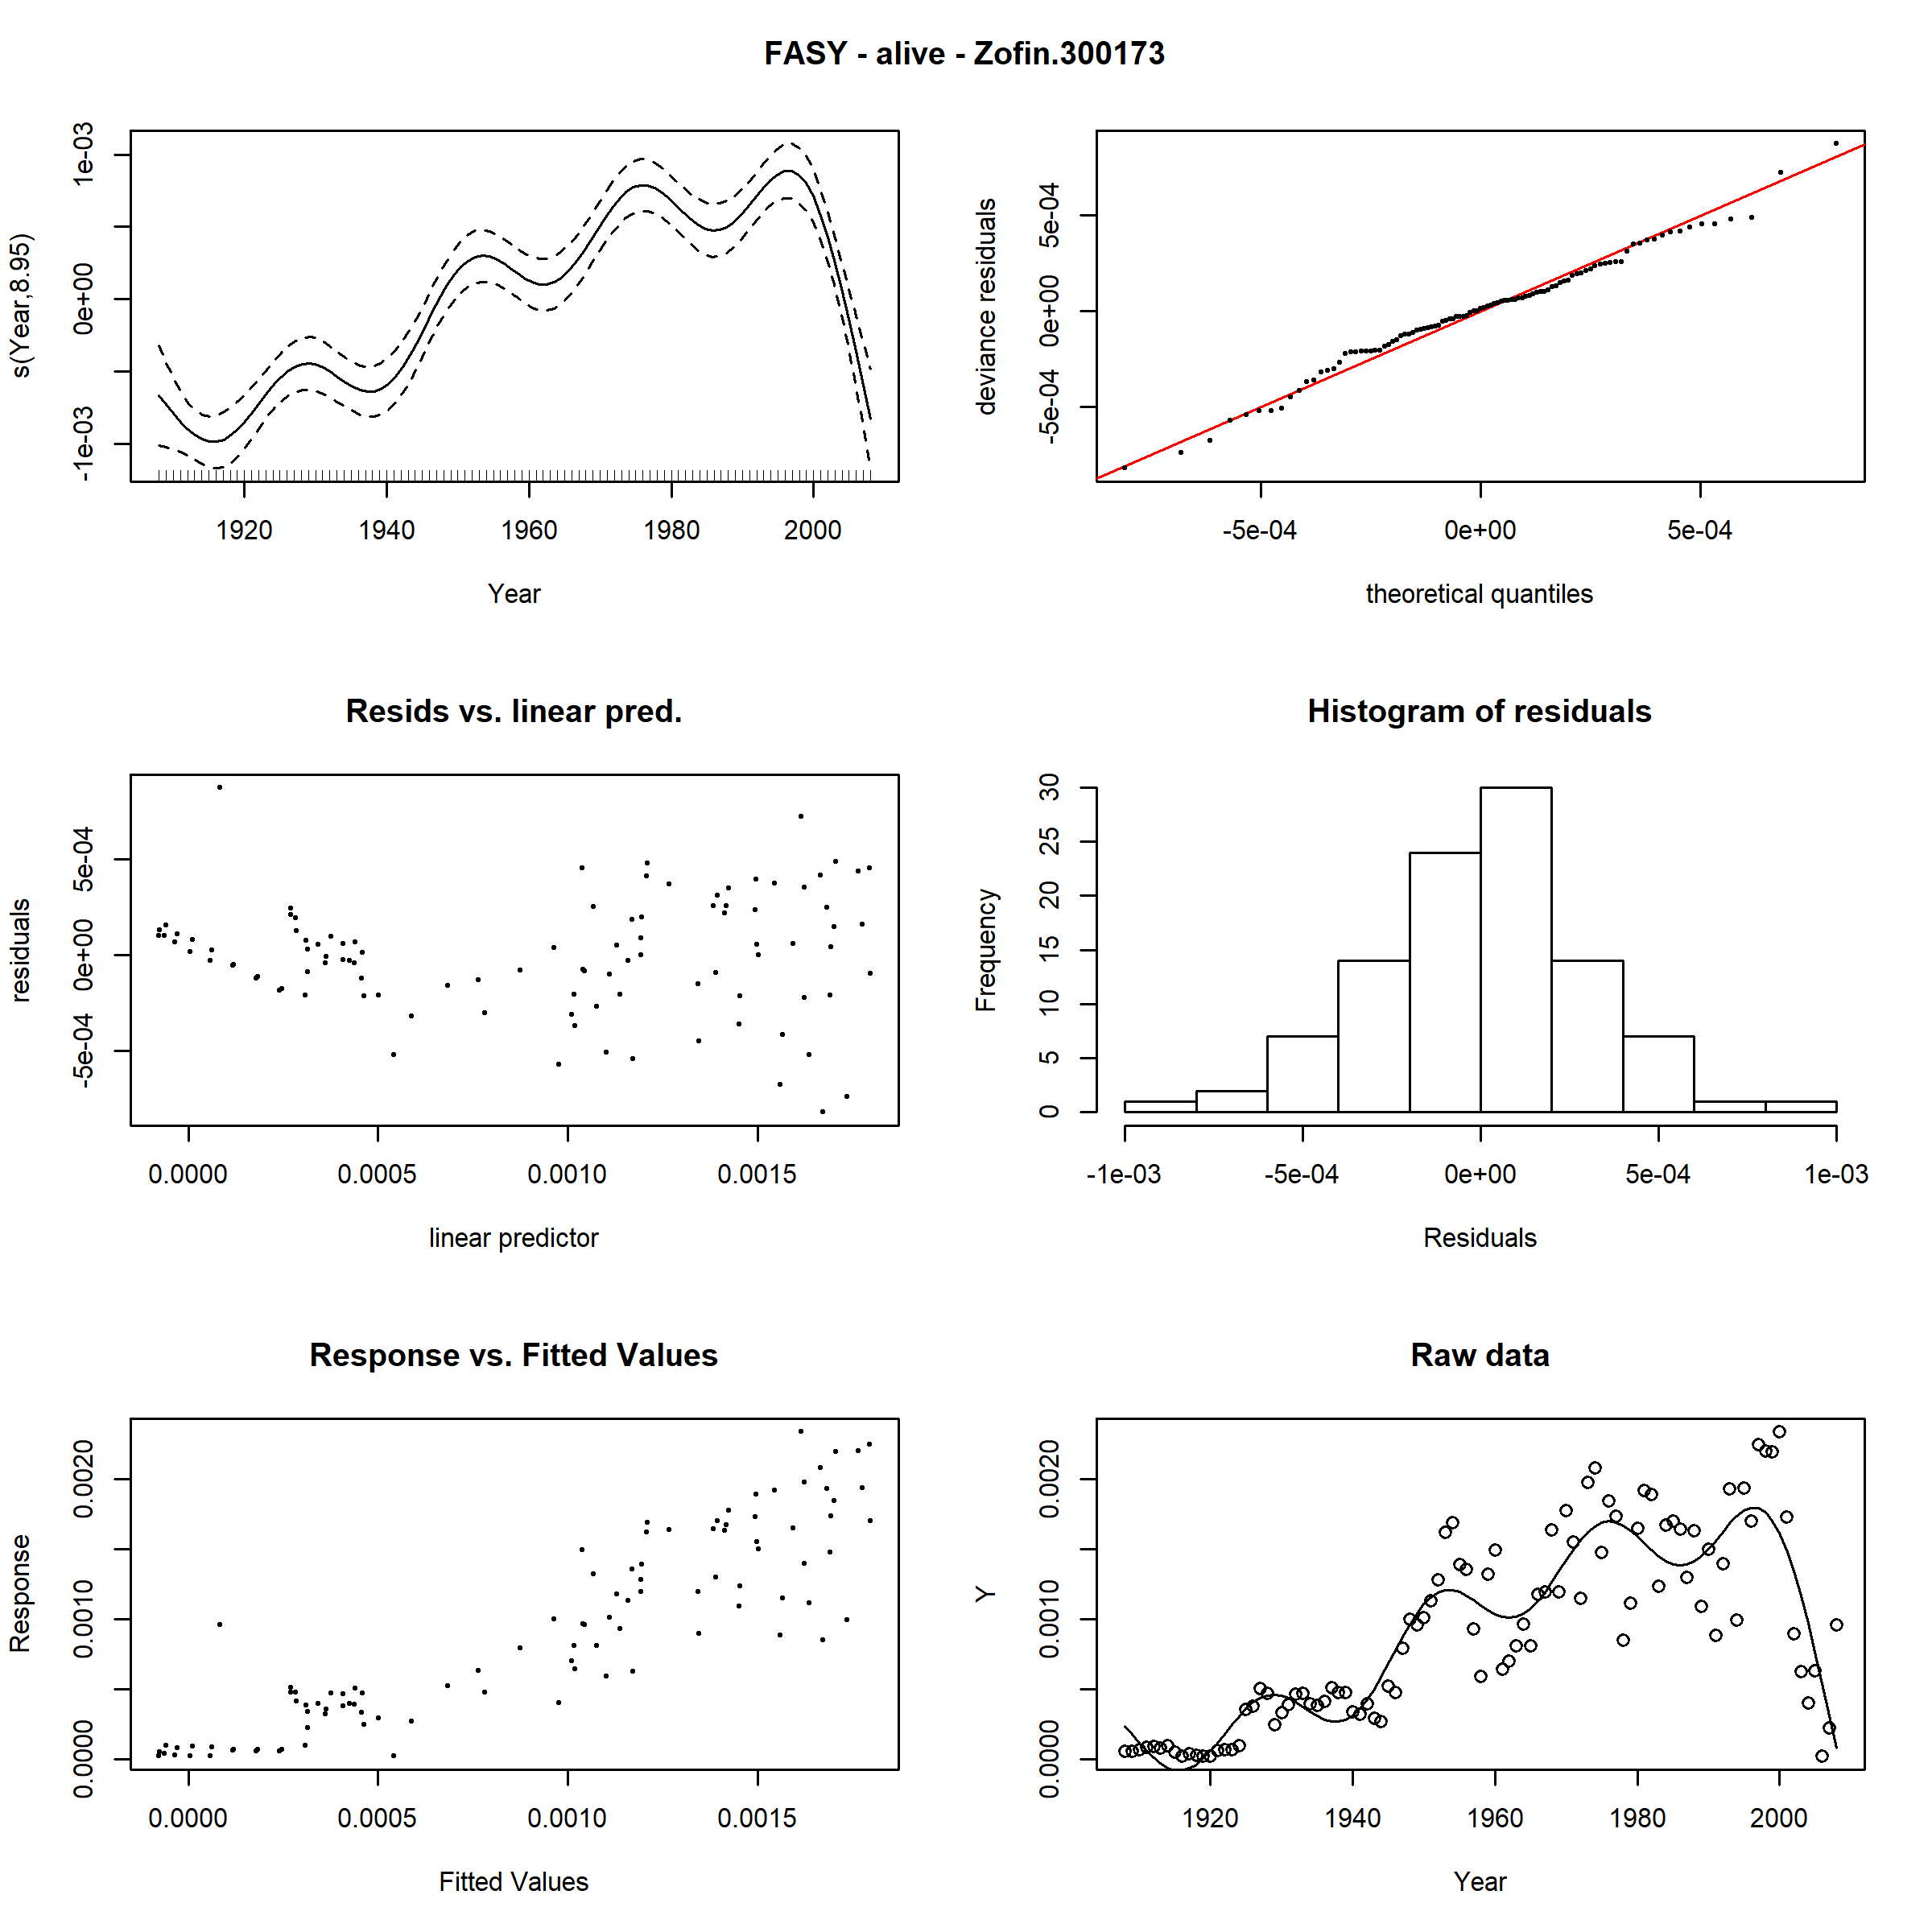 FASY - alive - Zofin.300173
s(Year,8.95)
-1e-03 0e+00 1e-03
1920 1940 1960 1980 2000
Year
deviance residuals
-5e-04 0e+00 5e-04
-5e-04 0e+00 5e-04
theoretical quantiles
Resids vs. linear pred.
residuals
-5e-04 0e+00 5e-04
0.0000 0.0005 0.0010 0.0015
linear predictor
Histogram of residuals
Frequency
0 5 10 15 20 25 30
-1e-03 -5e-04 0e+00 5e-04 1e-03
Residuals
Response vs. Fitted Values
Response
0.0000 0.0010 0.0020
0.0000 0.0005 0.0010 0.0015
Fitted Values
Raw data
Y
0.0000 0.0010 0.0020
1920 1940 1960 1980 2000
Year